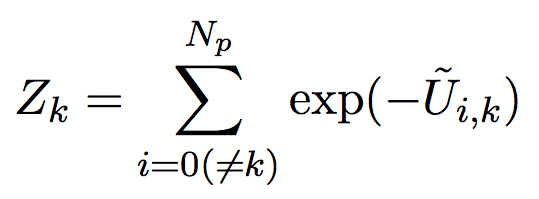 $Z_k = \sum_{i=0(\neq k)}^{N_p} \exp(-\tilde{U}_{i,k})$